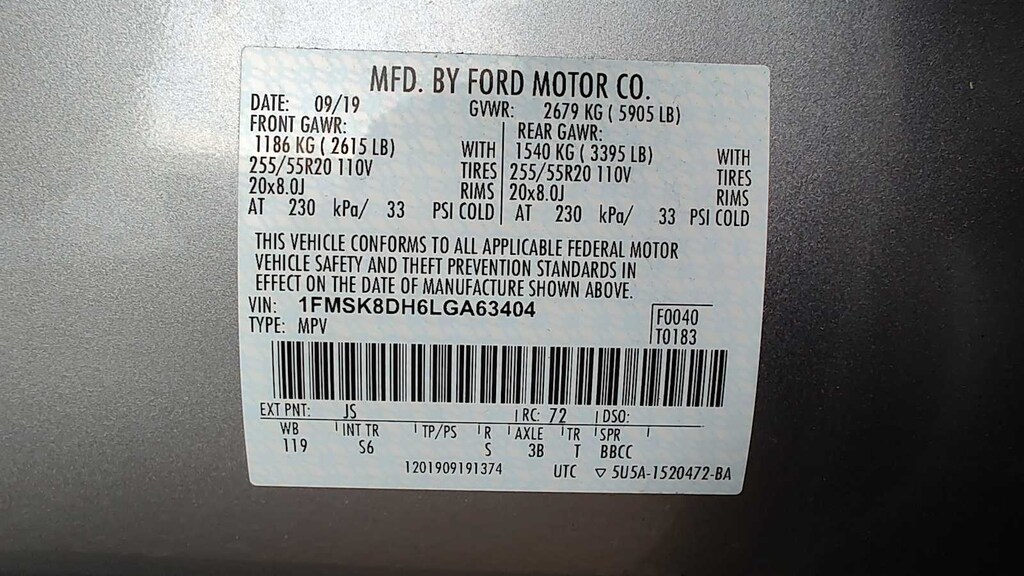 MFD. BY FORD MOTOR CO.
DATE: 09/19 GVWR: 2679 KG ( 5905 LB)
FRONT GAWR: REAR GAWR:
1186 KG ( 2615 LB) WITH 1540 KG ( 3395 LB) WITH
255/55R20 110V TIRES 255/55R20 110V TIRES
20x8.0J RIMS 20x8.0J RIMS
AT 230 kPa/ 33 PSI COLD AT 230 kPa/ 33 PSI COLD
THIS VEHICLE CONFORMS TO ALL APPLICABLE FEDERAL MOTOR
VEHICLE SAFETY AND THEFT PREVENTION STANDARDS IN
EFFECT ON THE DATE OF MANUFACTURE SHOWN ABOVE.
VIN: 1FMSK8DH6LGA63404 F0040
TYPE: MPV T0183
EXT PNT: JS RC: 72 DSO:
WB INT TR TP/PS R AXLE TR SPR
119 S6 S 3B T BBCC
1201909191374 UTC ▽ 5U5A-1520472-BA